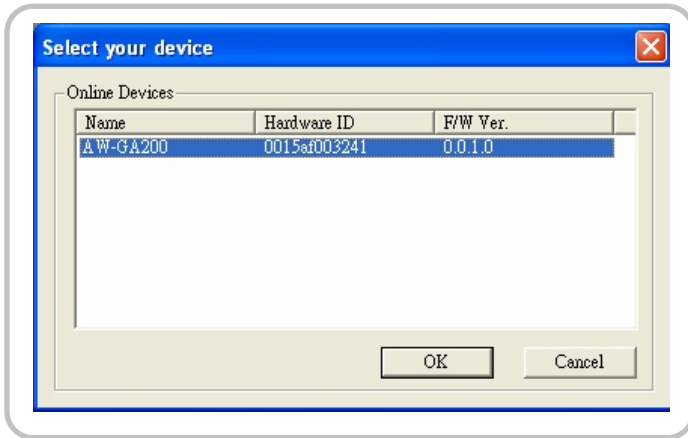 Select your device
Online Devices
Name Hardware ID F/W Ver.
AW-GA200 0015af003241 0.0.1.0
OK Cancel